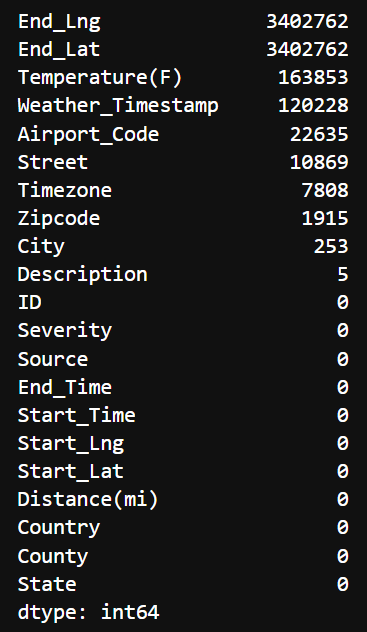 End_Lng 3402762
End_Lat 3402762
Temperature(F) 163853
Weather_Timestamp 120228
Airport_Code 22635
Street 10869
Timezone 7808
Zipcode 1915
City 253
Description 5
ID 0
Severity 0
Source 0
End_Time 0
Start_Time 0
Start_Lng 0
Start_Lat 0
Distance(mi) 0
Country 0
County 0
State 0
dtype: int64